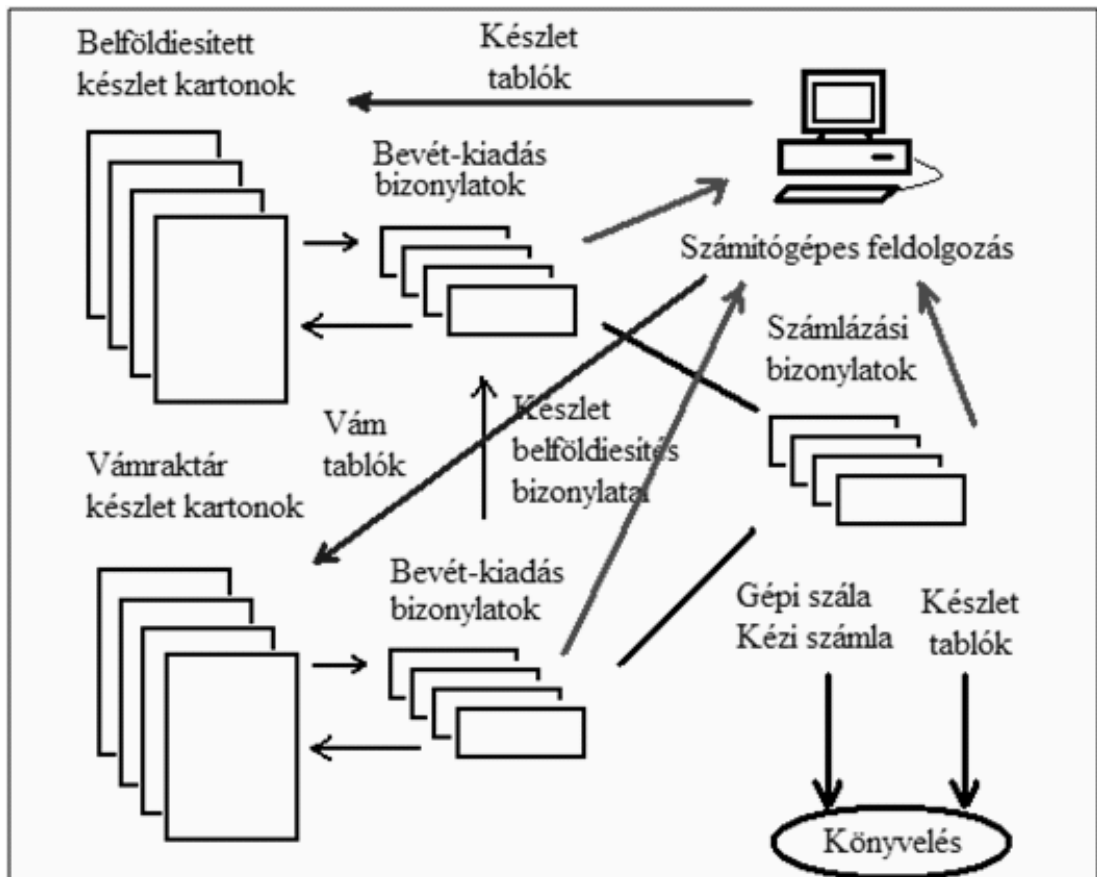 Belföldiesített
készlet kartonok
Készlet
tablók
Bevét-kiadás
bizonylatok
Számitógépes feldolgozás
Számlázási
bizonylatok
Vám
tablók
Készlet
belföldiesítés
bizonylatai
Vámraktár
készlet kartonok
Bevét-kiadás
bizonylatok
Gépi szála
Kézi számla
Készlet
tablók
Könyvelés